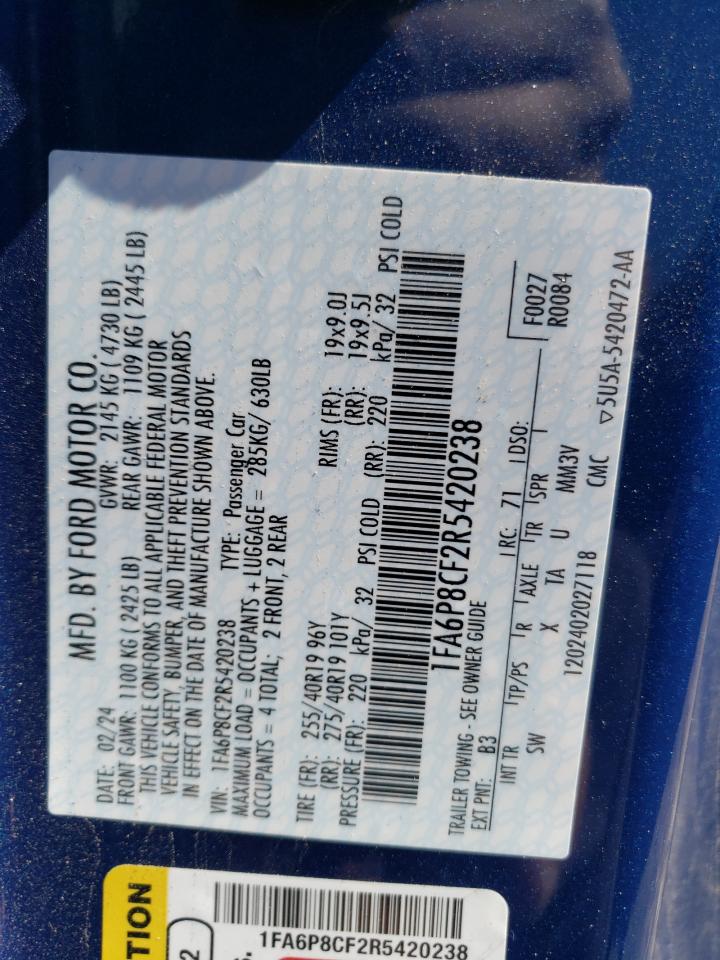 MFD. BY FORD MOTOR CO.
DATE: 02/24 GVWR: 2145 KG ( 4730 LB)
FRONT GAWR: 1100 KG ( 2425 LB) REAR GAWR: 1109 KG ( 2445 LB)
THIS VEHICLE CONFORMS TO ALL APPLICABLE FEDERAL MOTOR
VEHICLE SAFETY, BUMPER, AND THEFT PREVENTION STANDARDS
IN EFFECT ON THE DATE OF MANUFACTURE SHOWN ABOVE.
VIN: 1FA6P8CF2R5420238 TYPE: Passenger Car
MAXIMUM LOAD = OCCUPANTS + LUGGAGE = 285KG/ 630LB
OCCUPANTS = 4 TOTAL; 2 FRONT, 2 REAR
TIRE (FR): 255/40R19 96Y RIMS (FR): 19x9.0J
(RR): 275/40R19 101Y (RR): 19x9.5J
PRESSURE (FR): 220 kPa/ 32 PSI COLD (RR): 220 kPa/ 32 PSI COLD
1FA6P8CF2R5420238
TRAILER TOWING - SEE OWNER GUIDE
EXT PNT: B3 RC: 71 DSO: F0027
R0084
INT TR TP/PS R AXLE TR SPR
SW X TA U MM3V
1202402027118 CMC ▽5U5A-5420472-AA
TION
2
1FA6P8CF2R5420238